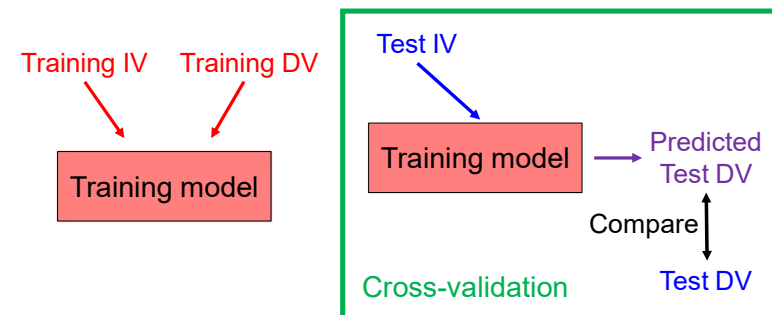 Training IV
Training DV
Training model
Test IV
Training model
Predicted
Test DV
Compare
Test DV
Cross-validation